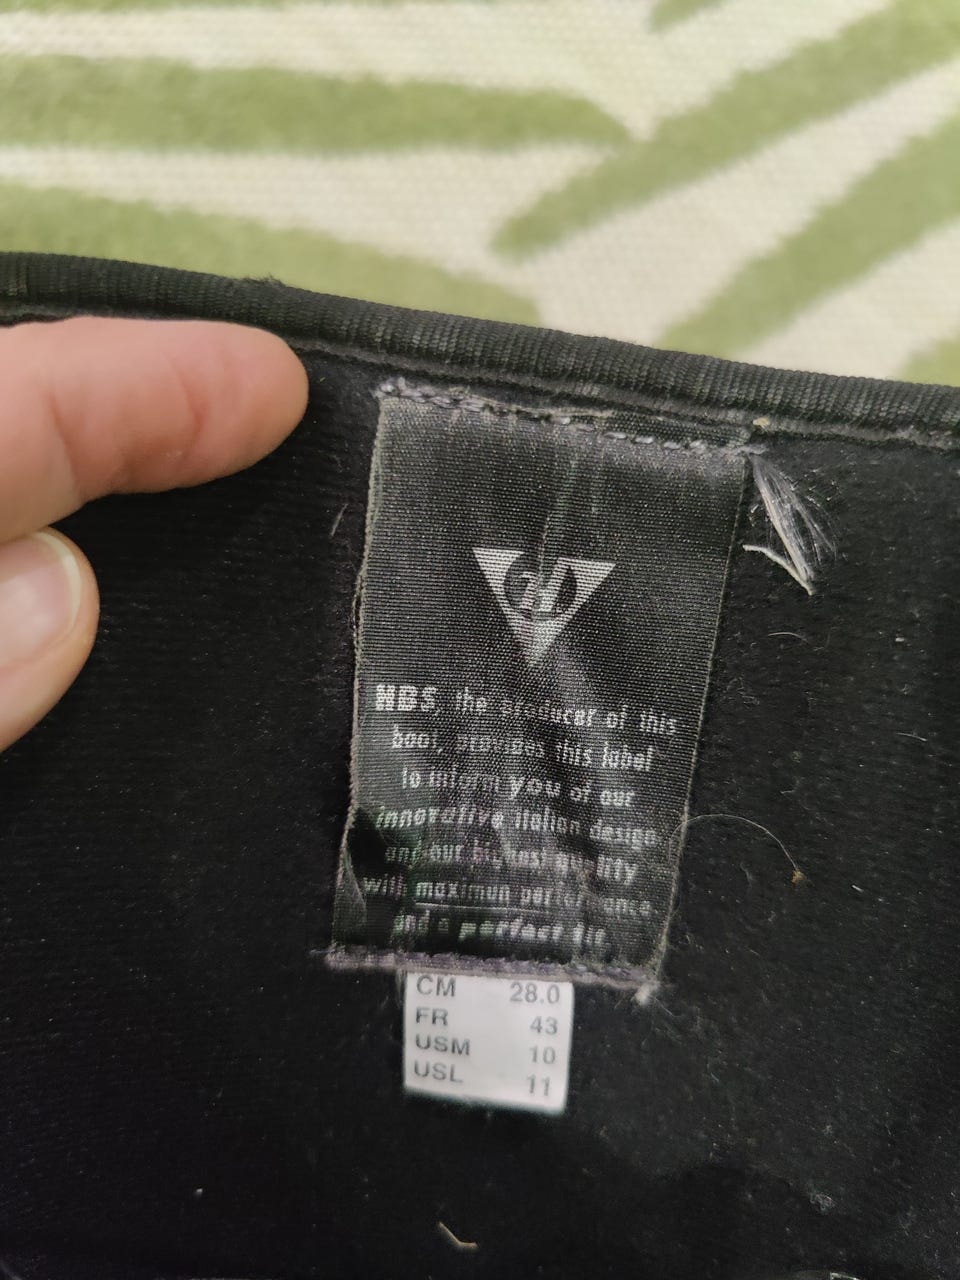 HBS, the producer of this
boot, provides this label
to inform you of our
innovative italian design,
and our highest quality
with maximum performance
and a perfect fit.
CM 28.0
FR 43
USM 10
USL 11